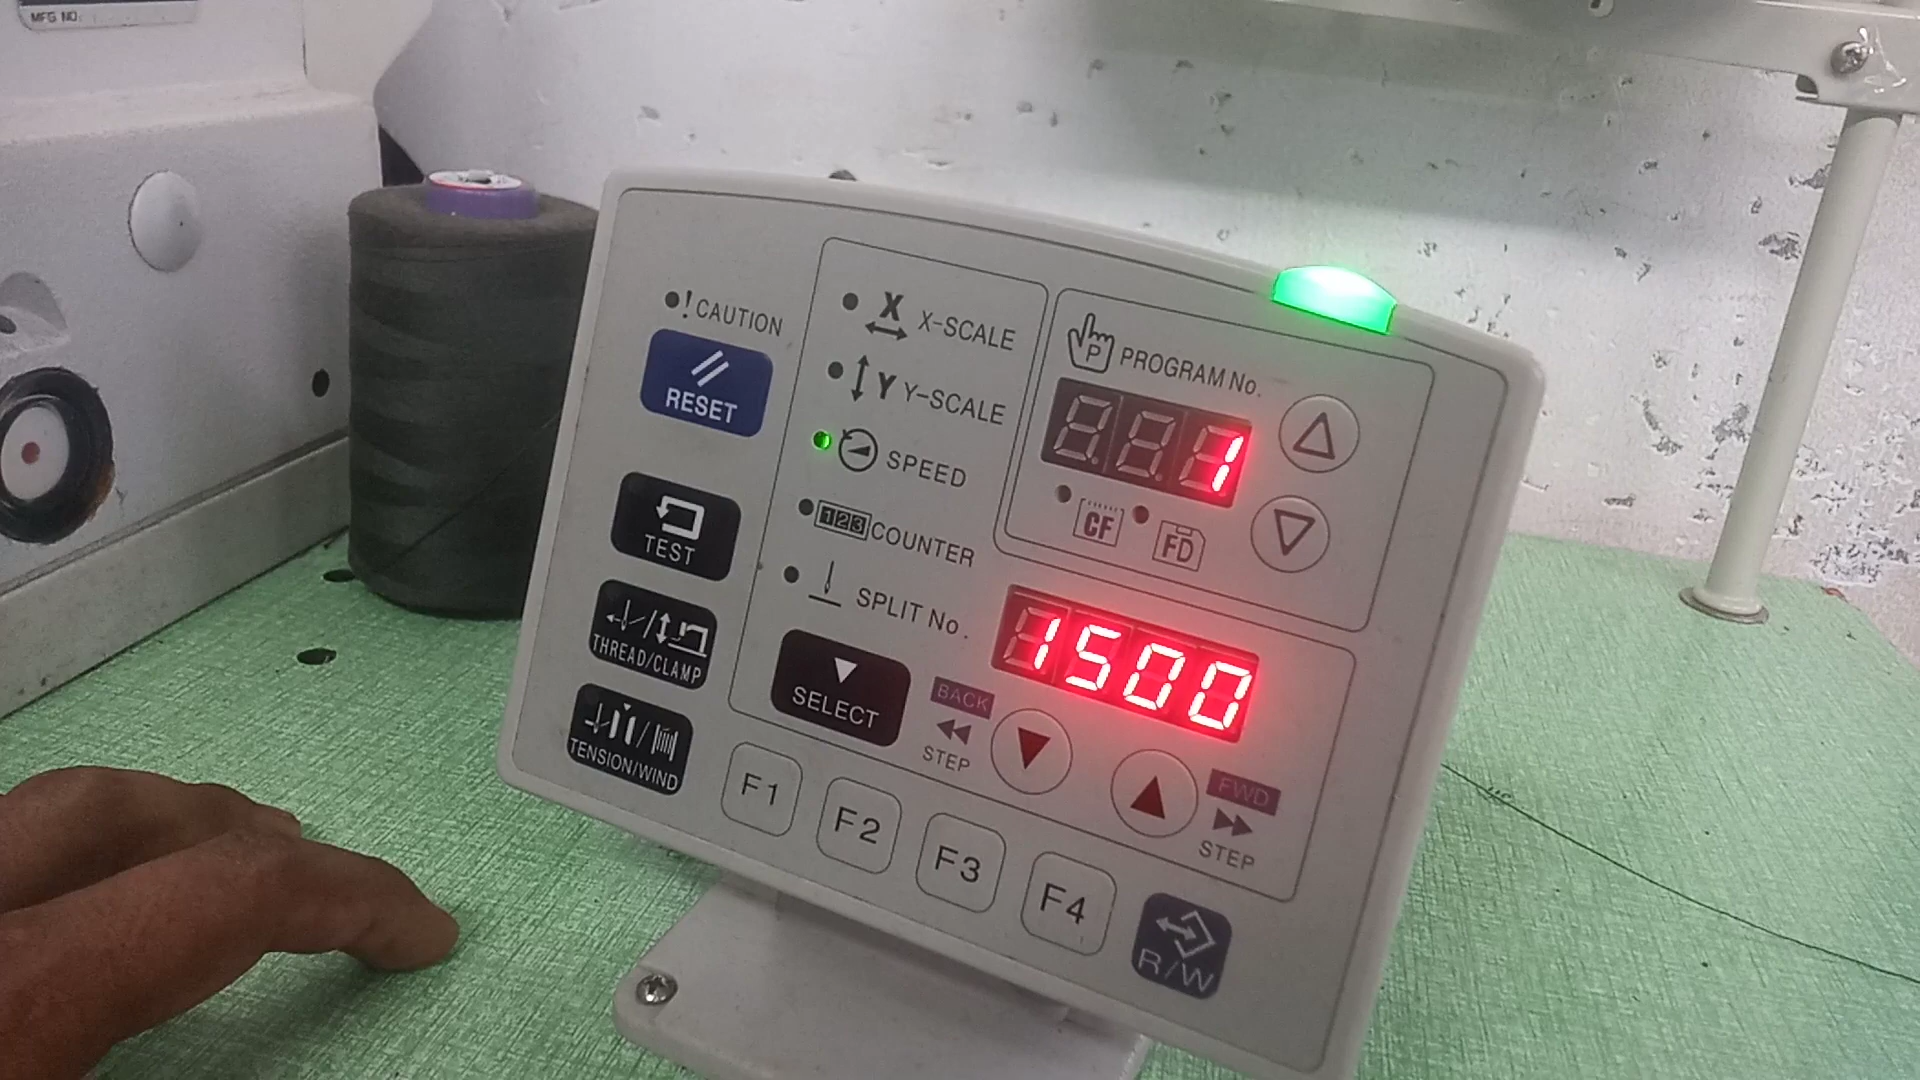 MFG NO.
! CAUTION
RESET
TEST
THREAD/CLAMP
TENSION/WIND
X
X-SCALE
Y
Y-SCALE
SPEED
123 COUNTER
SPLIT No.
SELECT
P PROGRAM No.
1
CF
FD
1500
BACK
STEP
FWD
STEP
F1
F2
F3
F4
R/W